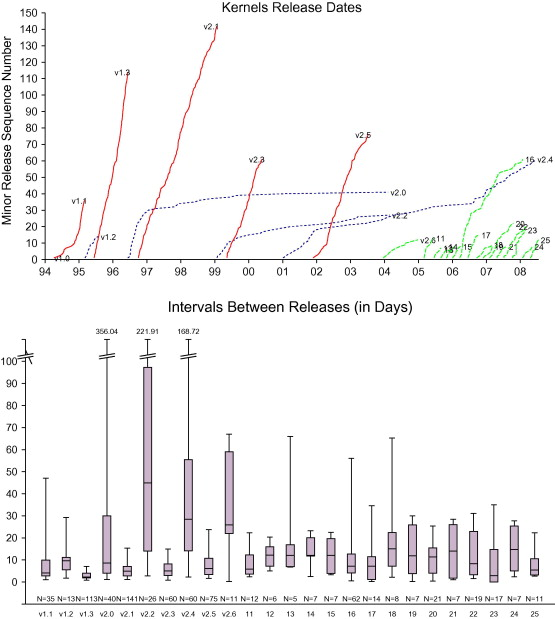 Kernels Release Dates
Minor Release Sequence Number
150
140
130
120
110
100
90
80
70
60
50
40
30
20
10
0
v1.0
v1.1
v1.2
v1.3
v2.1
v2.0
v2.3
v2.2
v2.5
v2.4
v2.6
11
14
15
17
16
18
19
20
21
22
23
24
25
94 95 96 97 98 99 00 01 02 03 04 05 06 07 08
Intervals Between Releases (in Days)
356.04 221.91 168.72
100
90
80
70
60
50
40
30
20
10
0
N=35 N=13 N=113 N=40 N=141 N=26 N=60 N=60 N=75 N=11 N=12 N=6 N=5 N=7 N=7 N=62 N=14 N=8 N=7 N=21 N=7 N=19 N=17 N=7 N=11
v1.1 v1.2 v1.3 v2.0 v2.1 v2.2 v2.3 v2.4 v2.5 v2.6 11 12 13 14 15 16 17 18 19 20 21 22 23 24 25